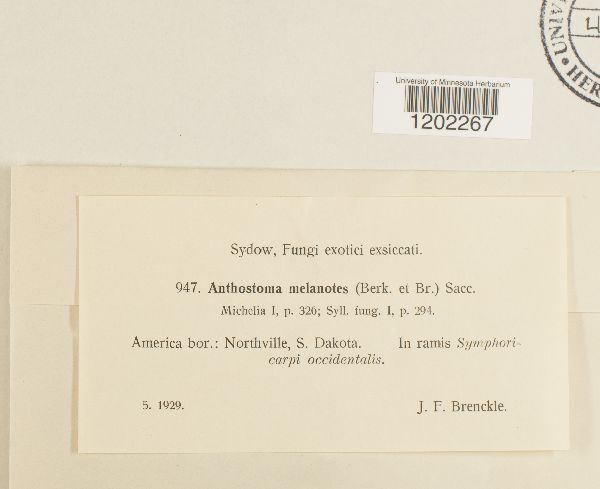 University of Minnesota Herbarium
1202267
Sydow, Fungi exotici exsiccati.
947. Anthostoma melanotes (Berk. et Br.) Sacc.
Michelia I, p. 326; Syll. fung. I, p. 294.
America bor.: Northville, S. Dakota. In ramis Symphori-
carpi occidentalis.
5. 1929. J. F. Brenckle.